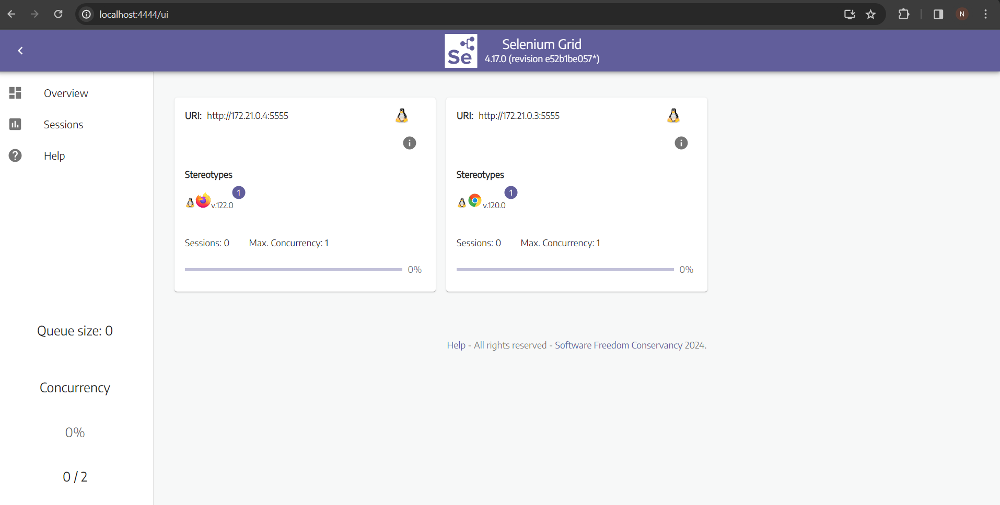 localhost:4444/ui
N
Se
Selenium Grid
4.17.0 (revision e52b1be057*)
Overview
Sessions
Help
Queue size: 0
Concurrency
0%
0 / 2
URI: http://172.21.0.4:5555
Stereotypes
v.122.0 1
Sessions: 0 Max. Concurrency: 1
0%
URI: http://172.21.0.3:5555
Stereotypes
v.120.0 1
Sessions: 0 Max. Concurrency: 1
0%
Help - All rights reserved - Software Freedom Conservancy 2024.